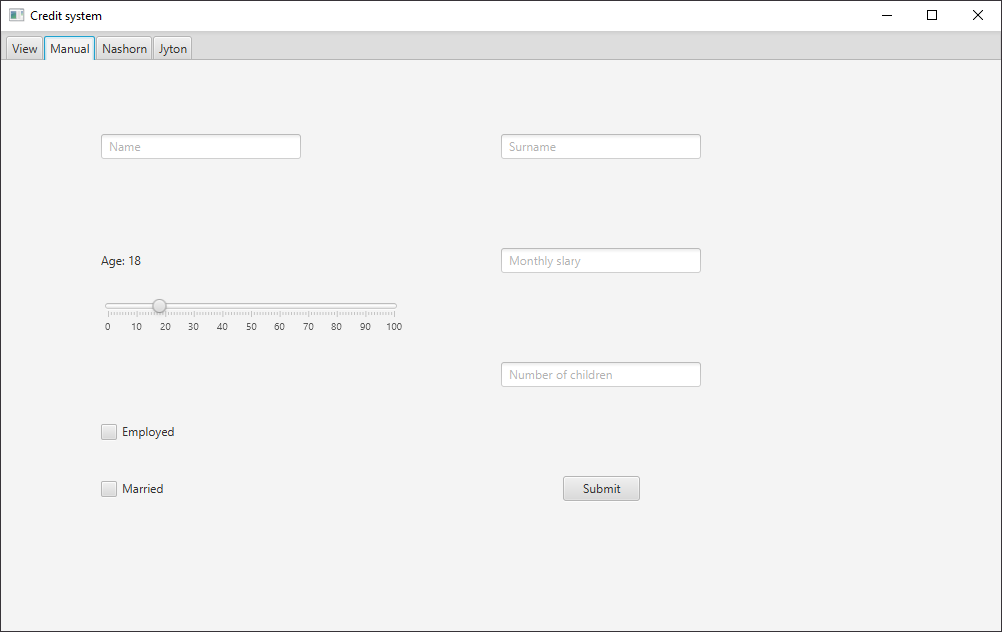 Credit system
View Manual Nashorn Jyton
Name
Surname
Age: 18
Monthly slary
0 10 20 30 40 50 60 70 80 90 100
Number of children
Employed
Married
Submit